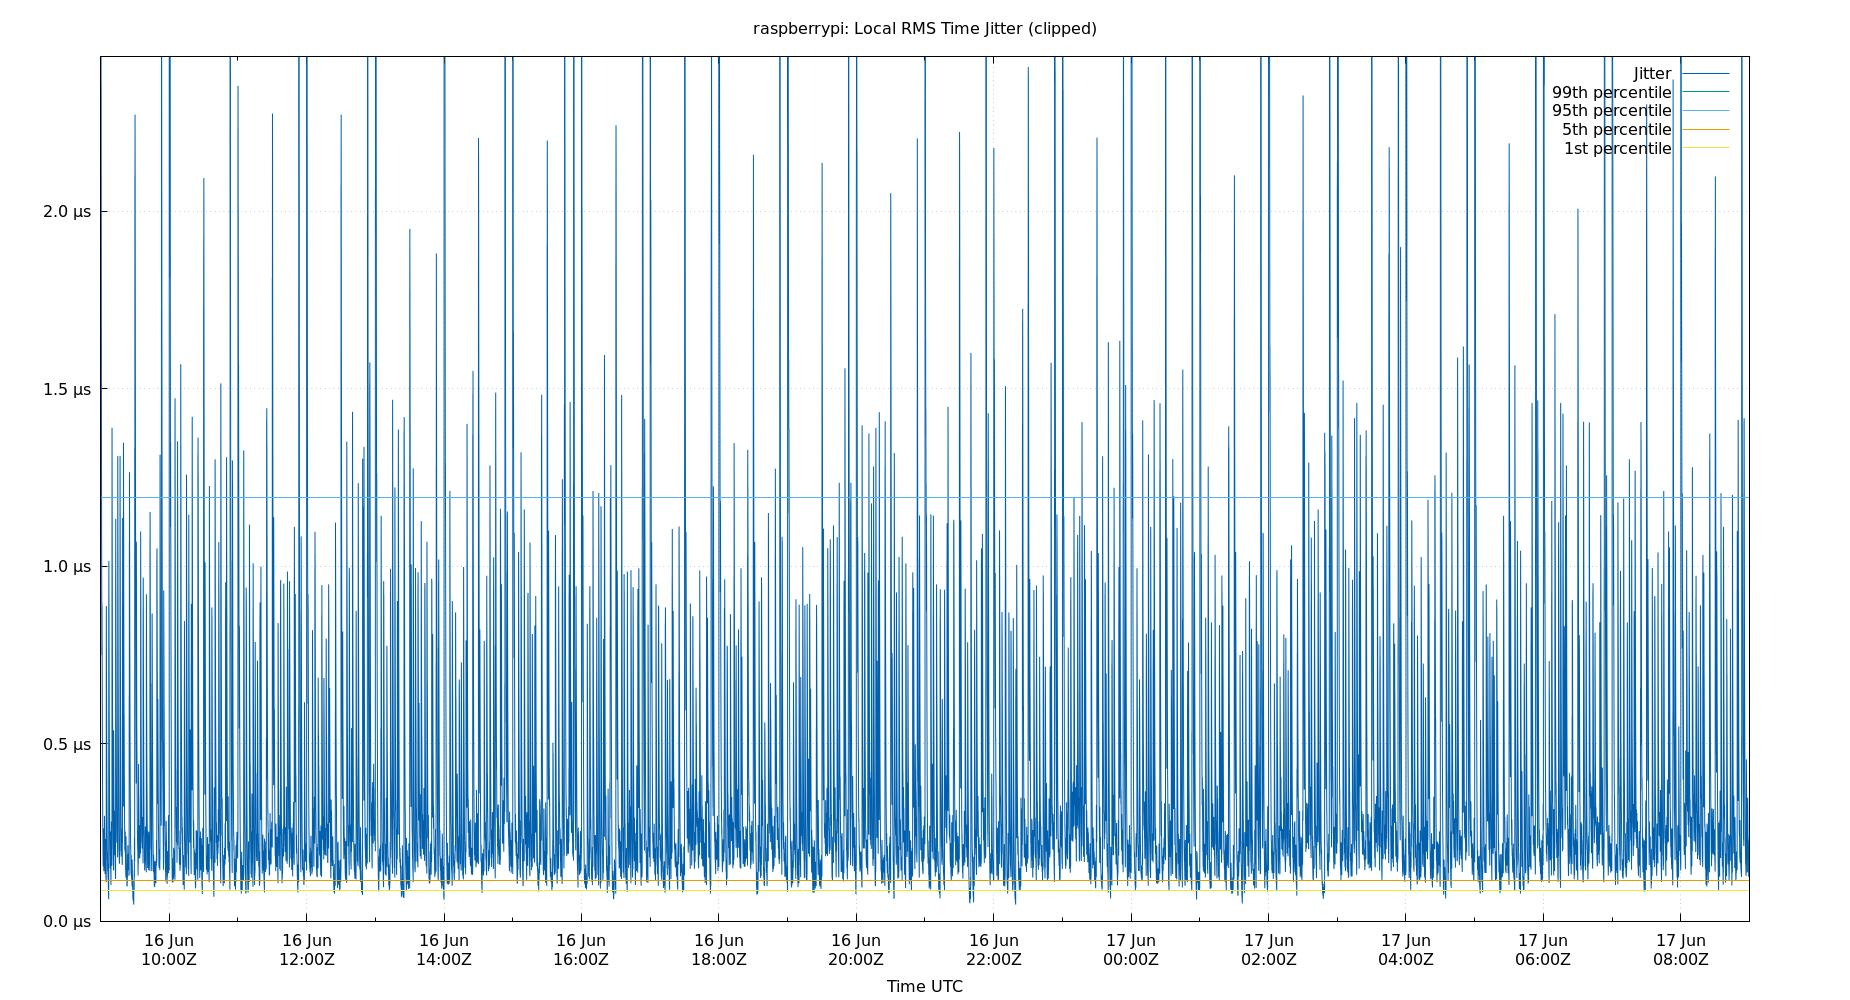 raspberrypi: Local RMS Time Jitter (clipped)
Jitter
99th percentile
95th percentile
5th percentile
1st percentile
2.0 µs
1.5 µs
1.0 µs
0.5 µs
0.0 µs
16 Jun 16 Jun 16 Jun 16 Jun 16 Jun 16 Jun 16 Jun 17 Jun 17 Jun 17 Jun 17 Jun 17 Jun
10:00Z 12:00Z 14:00Z 16:00Z 18:00Z 20:00Z 22:00Z 00:00Z 02:00Z 04:00Z 06:00Z 08:00Z
Time UTC